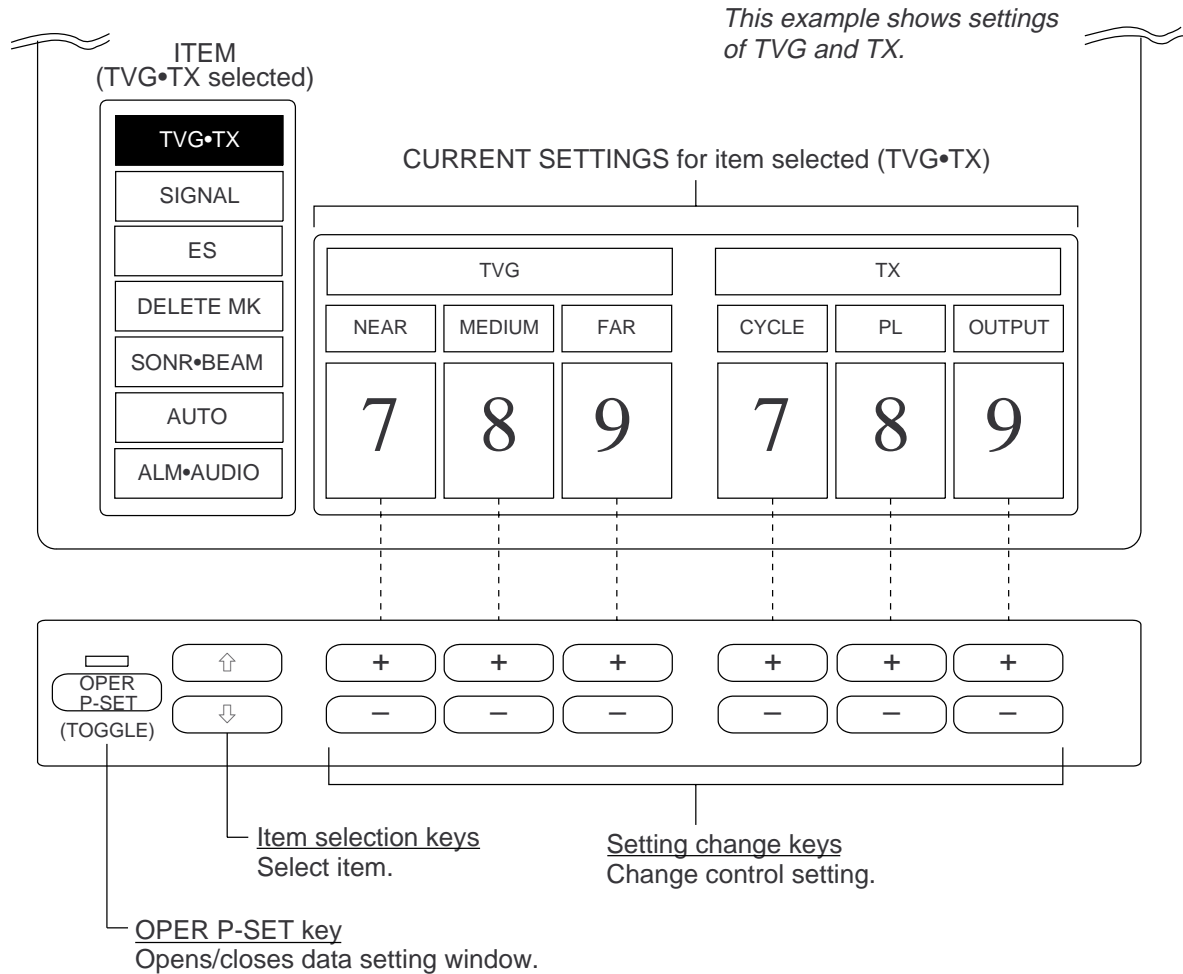 This example shows settings
of TVG and TX.
ITEM
(TVG•TX selected)
TVG•TX
SIGNAL
ES
DELETE MK
SONR•BEAM
AUTO
ALM•AUDIO
CURRENT SETTINGS for item selected (TVG•TX)
TVG TX
NEAR MEDIUM FAR CYCLE PL OUTPUT
7 8 9 7 8 9
OPER
P-SET
(TOGGLE)
⇧ + + + + + +
⇩ − − − − − −
Item selection keys
Select item.
Setting change keys
Change control setting.
OPER P-SET key
Opens/closes data setting window.